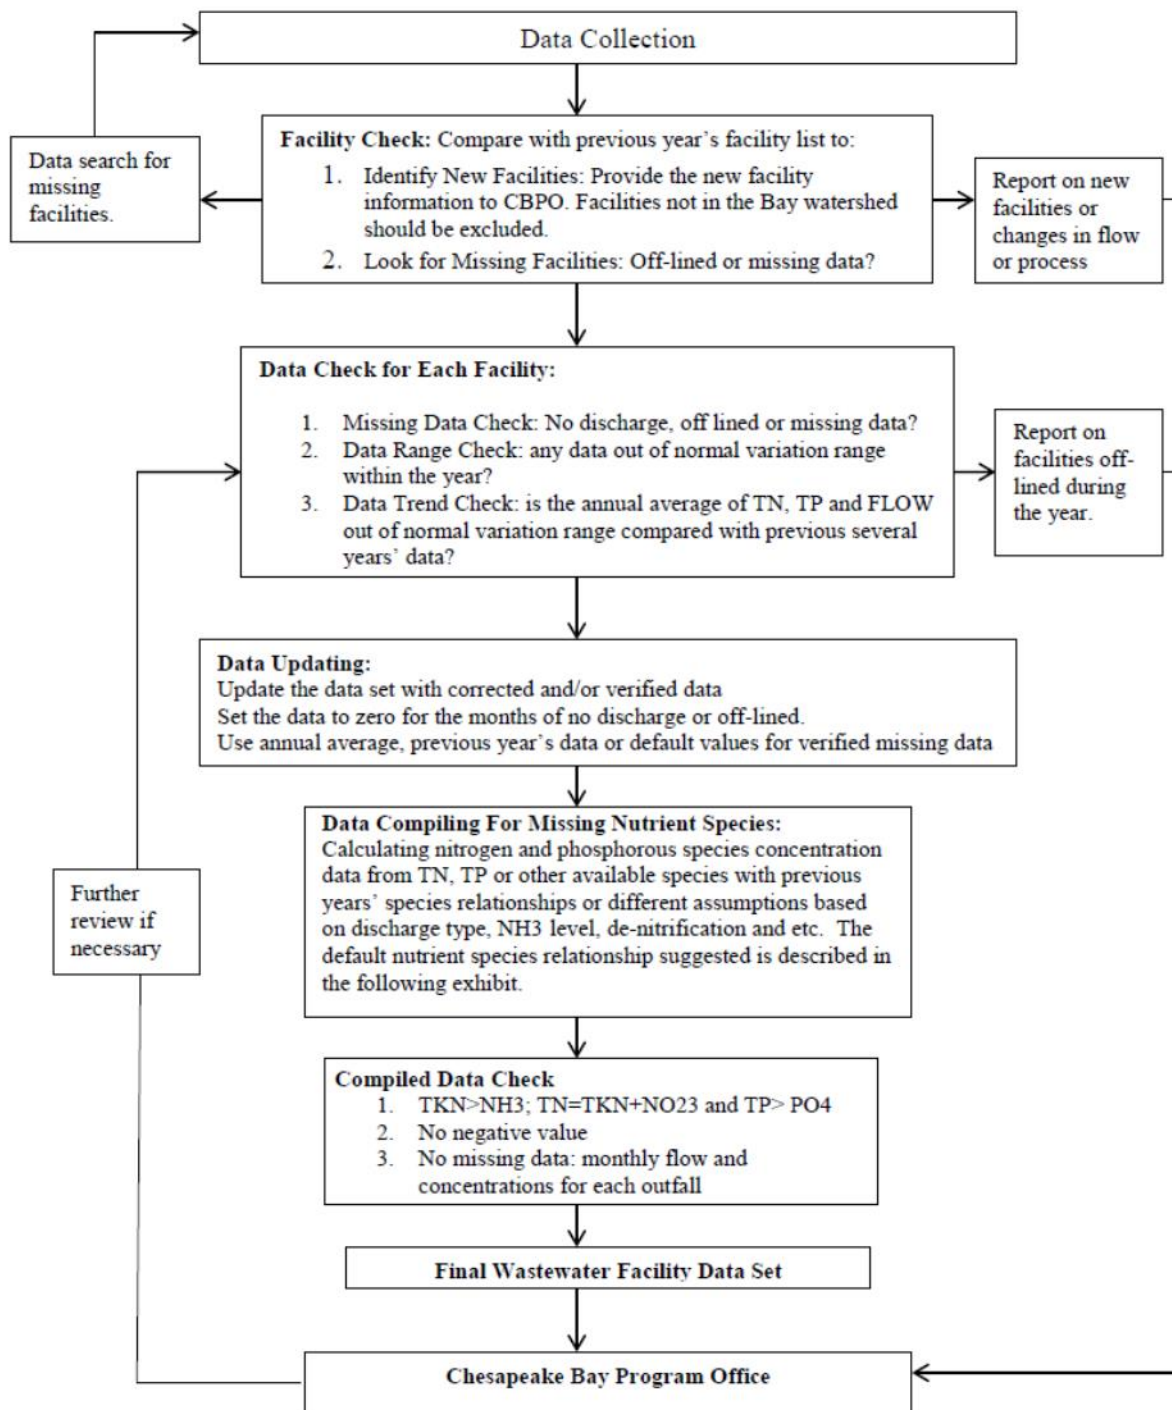 Data Collection
Data search for
missing
facilities.
Facility Check: Compare with previous year’s facility list to:
1. Identify New Facilities: Provide the new facility
information to CBPO. Facilities not in the Bay watershed
should be excluded.
2. Look for Missing Facilities: Off-lined or missing data?
Report on new
facilities or
changes in flow
or process
Data Check for Each Facility:
1. Missing Data Check: No discharge, off lined or missing data?
2. Data Range Check: any data out of normal variation range
within the year?
3. Data Trend Check: is the annual average of TN, TP and FLOW
out of normal variation range compared with previous several
years’ data?
Report on
facilities off-
lined during
the year.
Data Updating:
Update the data set with corrected and/or verified data
Set the data to zero for the months of no discharge or off-lined.
Use annual average, previous year’s data or default values for verified missing data
Data Compiling For Missing Nutrient Species:
Calculating nitrogen and phosphorous species concentration
data from TN, TP or other available species with previous
years’ species relationships or different assumptions based
on discharge type, NH3 level, de-nitrification and etc. The
default nutrient species relationship suggested is described in
the following exhibit.
Further
review if
necessary
Compiled Data Check
1. TKN>NH3; TN=TKN+NO23 and TP> PO4
2. No negative value
3. No missing data: monthly flow and
concentrations for each outfall
Final Wastewater Facility Data Set
Chesapeake Bay Program Office